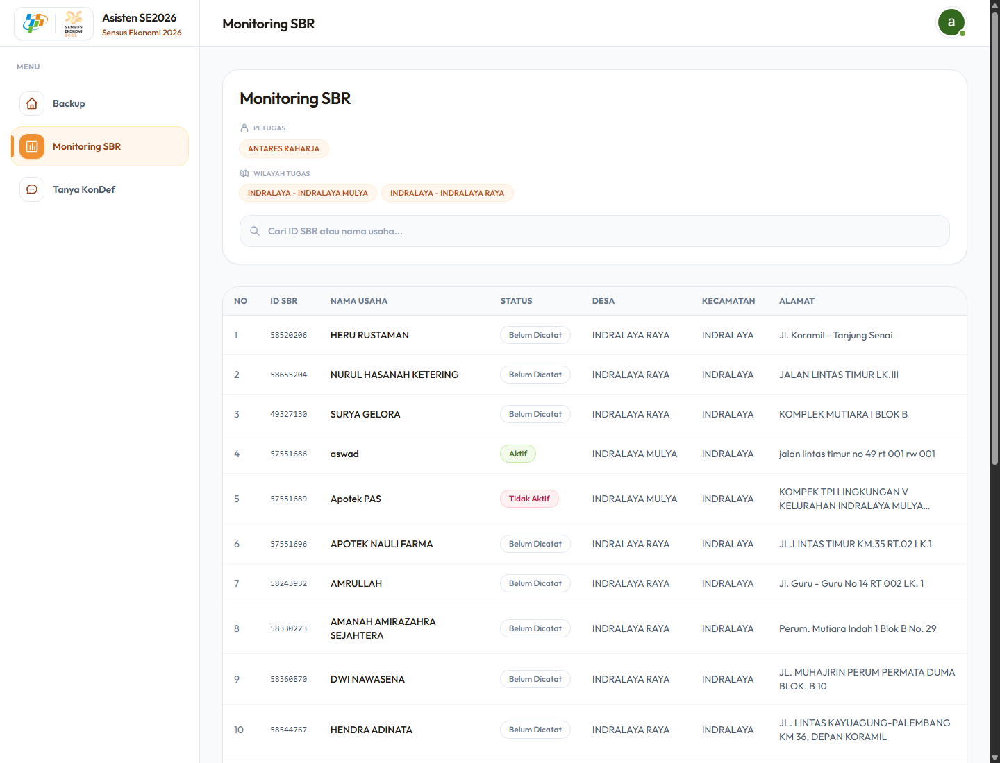 SENSUS
EKONOMI
2026
Asisten SE2026
Sensus Ekonomi 2026
Monitoring SBR
a
MENU
Backup
Monitoring SBR
Tanya KonDef
Monitoring SBR
PETUGAS
ANTARES RAHARJA
WILAYAH TUGAS
INDRALAYA - INDRALAYA MULYA INDRALAYA - INDRALAYA RAYA
Cari ID SBR atau nama usaha...
NO ID SBR NAMA USAHA STATUS DESA KECAMATAN ALAMAT
1 58520206 HERU RUSTAMAN Belum Dicatat INDRALAYA RAYA INDRALAYA Jl. Koramil - Tanjung Senai
2 58655204 NURUL HASANAH KETERING Belum Dicatat INDRALAYA RAYA INDRALAYA JALAN LINTAS TIMUR LK.III
3 49327130 SURYA GELORA Belum Dicatat INDRALAYA RAYA INDRALAYA KOMPLEK MUTIARA I BLOK B
4 57551686 aswad Aktif INDRALAYA MULYA INDRALAYA jalan lintas timur no 49 rt 001 rw 001
5 57551689 Apotek PAS Tidak Aktif INDRALAYA MULYA INDRALAYA KOMPEK TPI LINGKUNGAN V
KELURAHAN INDRALAYA MULYA...
6 57551696 APOTEK NAULI FARMA Belum Dicatat INDRALAYA RAYA INDRALAYA JL.LINTAS TIMUR KM.35 RT.02 LK.1
7 58243932 AMRULLAH Belum Dicatat INDRALAYA RAYA INDRALAYA Jl. Guru - Guru No 14 RT 002 LK. 1
8 58330223 AMANAH AMIRAZAHRA
SEJAHTERA Belum Dicatat INDRALAYA RAYA INDRALAYA Perum. Mutiara Indah 1 Blok B No. 29
9 58360870 DWI NAWASENA Belum Dicatat INDRALAYA RAYA INDRALAYA JL. MUHAJIRIN PERUM PERMATA DUMA
BLOK. B 10
10 58544767 HENDRA ADINATA Belum Dicatat INDRALAYA RAYA INDRALAYA JL. LINTAS KAYUAGUNG-PALEMBANG
KM 36, DEPAN KORAMIL